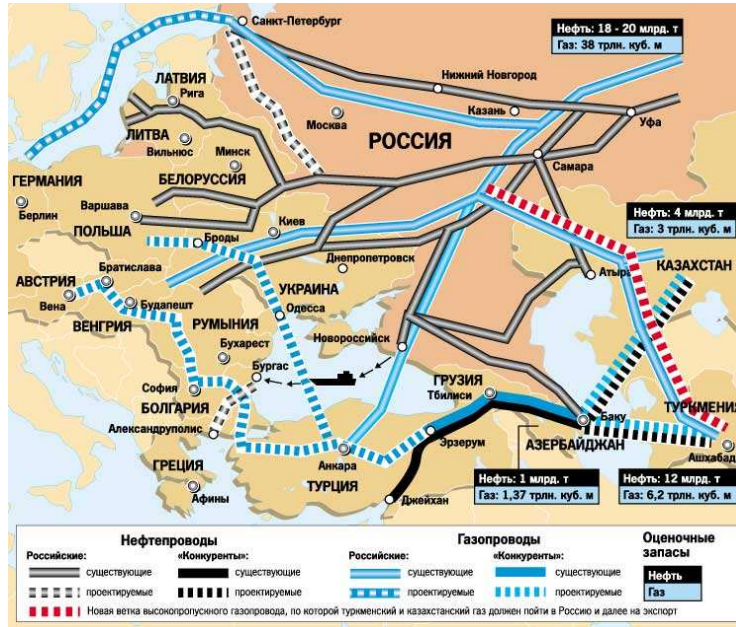 Санкт-Петербург
Нефть: 18 - 20 млрд. т
Газ: 38 трлн. куб. м
Нижний Новгород
ЛАТВИЯ
Рига
Казань
Москва
РОССИЯ
Уфа
ЛИТВА
Вильнюс
Минск
Самара
ГЕРМАНИЯ
БЕЛОРУССИЯ
Берлин
Варшава
Киев
Нефть: 4 млрд. т
Газ: 3 трлн. куб. м
ПОЛЬША
Броды
Днепропетровск
АВСТРИЯ
Братислава
Атыра
КАЗАХСТАН
Вена
Будапешт
УКРАИНА
ВЕНГРИЯ
РУМЫНИЯ
Одесса
Бухарест
Новороссийск
Бургас
ГРУЗИЯ
Тбилиси
София
БОЛГАРИЯ
ТУРКМЕНИЯ
Александруполис
Баку
Эрзерум
АЗЕРБАЙДЖАН
Ашхабад
Анкара
ГРЕЦИЯ
ТУРЦИЯ
Нефть: 1 млрд. т
Газ: 1,37 трлн. куб. м
Нефть: 12 млрд. т
Газ: 6,2 трлн. куб. м
Афины
Джейхан
Нефтепроводы
Газопроводы
Оценочные
запасы
Российские:
«Конкуренты»:
Российские:
«Конкуренты»:
существующие
существующие
существующие
существующие
Нефть
проектируемые
проектируемые
проектируемые
проектируемые
Газ
Новая ветка высокопропускного газопровода, по которой туркменский и казахстанский газ должен пойти в Россию и далее на экспорт